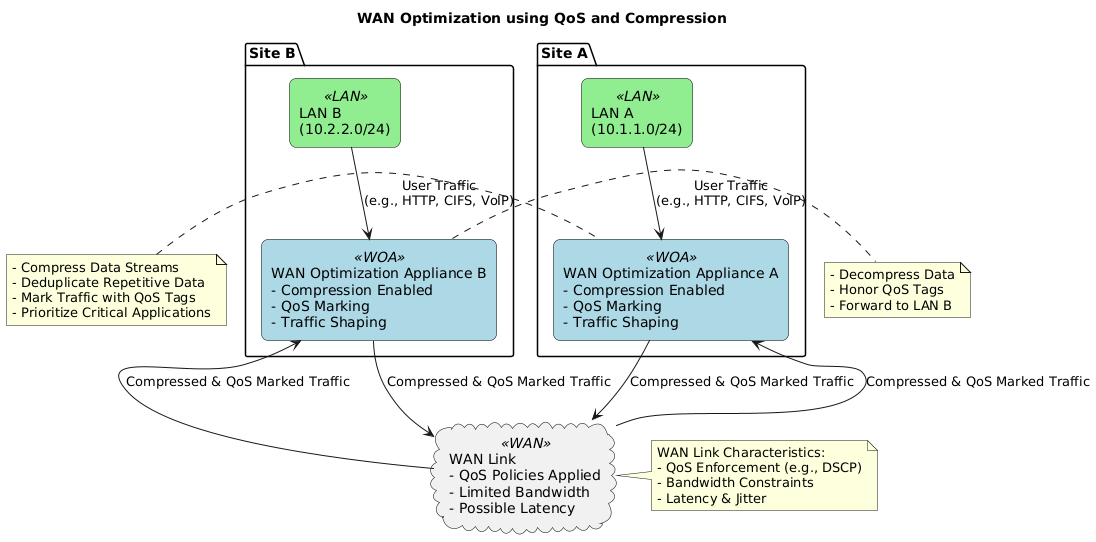 WAN Optimization using QoS and Compression
Site B
Site A
«LAN»
LAN B
(10.2.2.0/24)
«LAN»
LAN A
(10.1.1.0/24)
User Traffic
(e.g., HTTP, CIFS, VoIP)
User Traffic
(e.g., HTTP, CIFS, VoIP)
- Compress Data Streams
- Deduplicate Repetitive Data
- Mark Traffic with QoS Tags
- Prioritize Critical Applications
«WOA»
WAN Optimization Appliance B
- Compression Enabled
- QoS Marking
- Traffic Shaping
«WOA»
WAN Optimization Appliance A
- Compression Enabled
- QoS Marking
- Traffic Shaping
- Decompress Data
- Honor QoS Tags
- Forward to LAN B
Compressed & QoS Marked Traffic
Compressed & QoS Marked Traffic
Compressed & QoS Marked Traffic
Compressed & QoS Marked Traffic
«WAN»
WAN Link
- QoS Policies Applied
- Limited Bandwidth
- Possible Latency
WAN Link Characteristics:
- QoS Enforcement (e.g., DSCP)
- Bandwidth Constraints
- Latency & Jitter